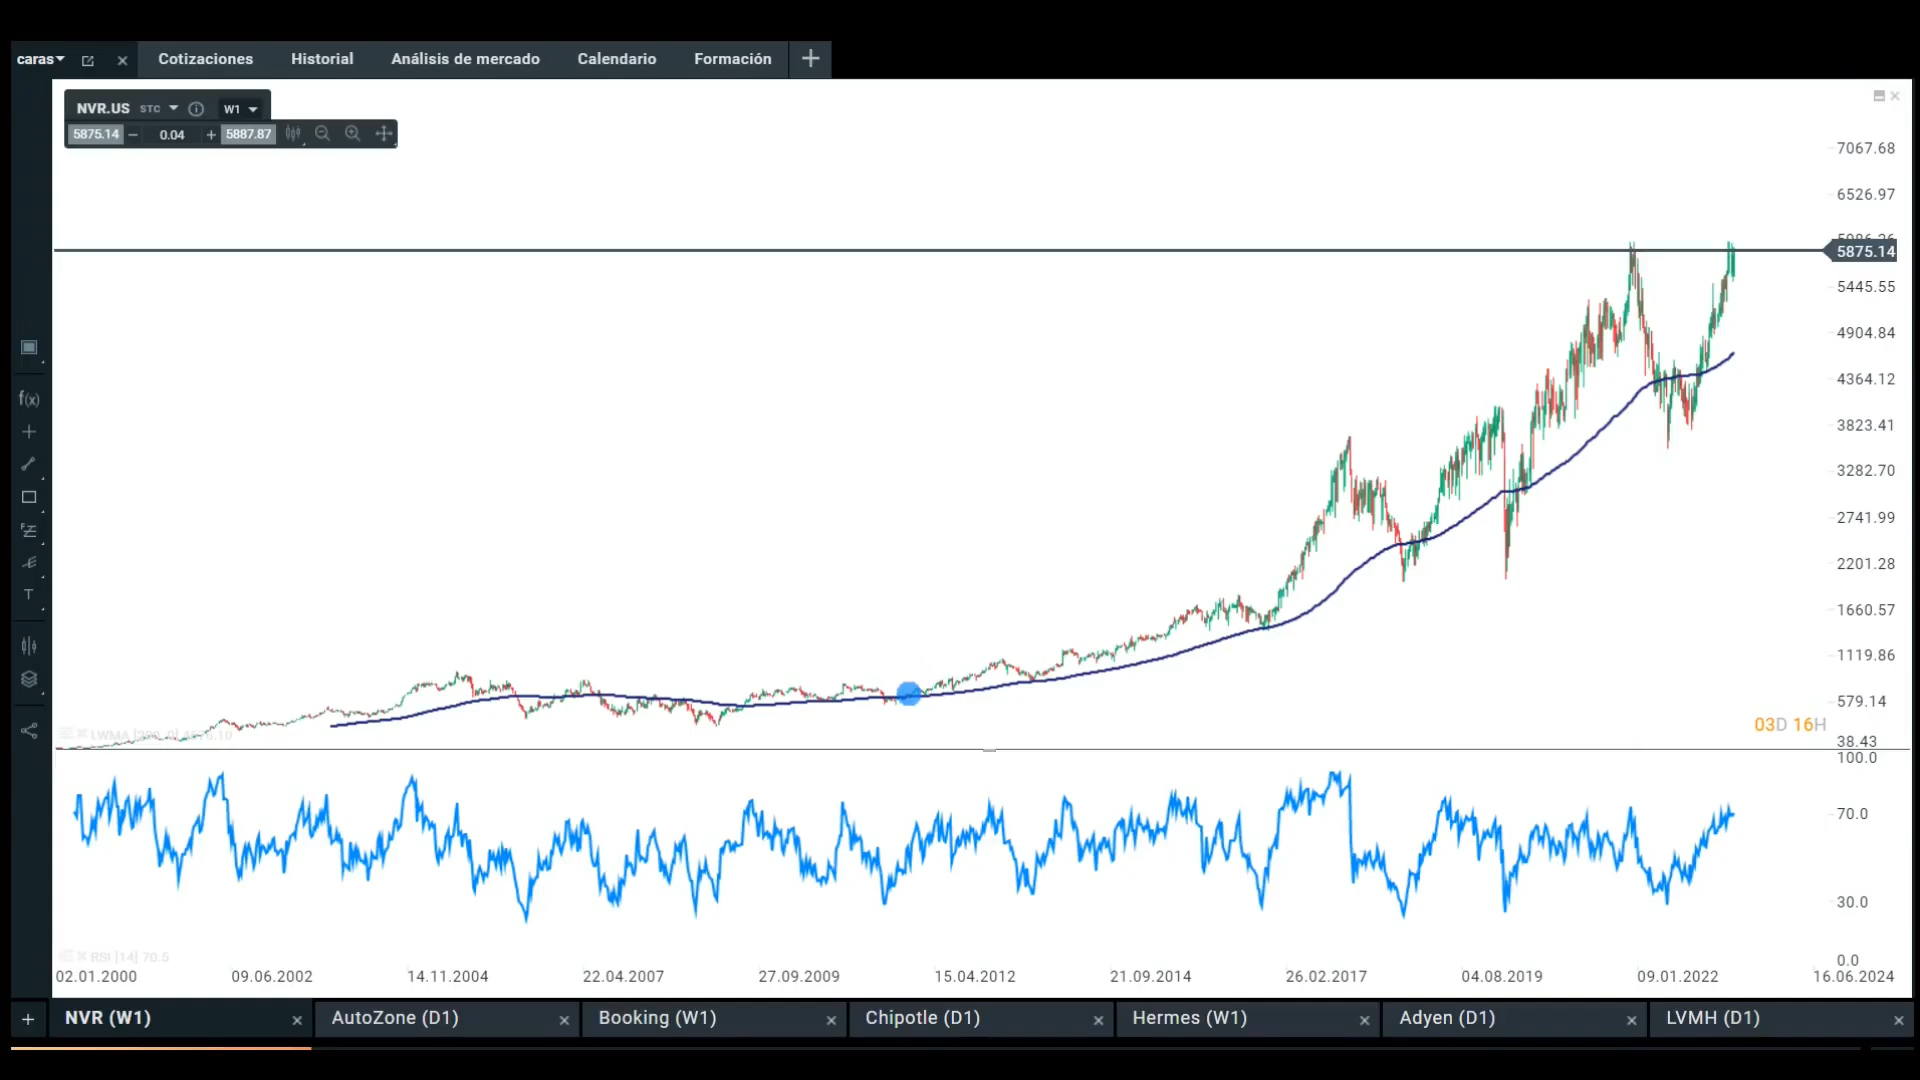 caras
Cotizaciones
Historial
Análisis de mercado
Calendario
Formación
NVR.US STC W1
5875.14 0.04 5887.87
7067.68
6526.97
5875.14
5445.55
4904.84
4364.12
3823.41
3282.70
2741.99
2201.28
1660.57
1119.86
579.14
03D 16H
38.43
f(x)
T
100.0
70.0
30.0
0.0
RSI [14] 70.5
02.01.2000
09.06.2002
14.11.2004
22.04.2007
27.09.2009
15.04.2012
21.09.2014
26.02.2017
04.08.2019
09.01.2022
16.06.2024
NVR (W1)
AutoZone (D1)
Booking (W1)
Chipotle (D1)
Hermes (W1)
Adyen (D1)
LVMH (D1)